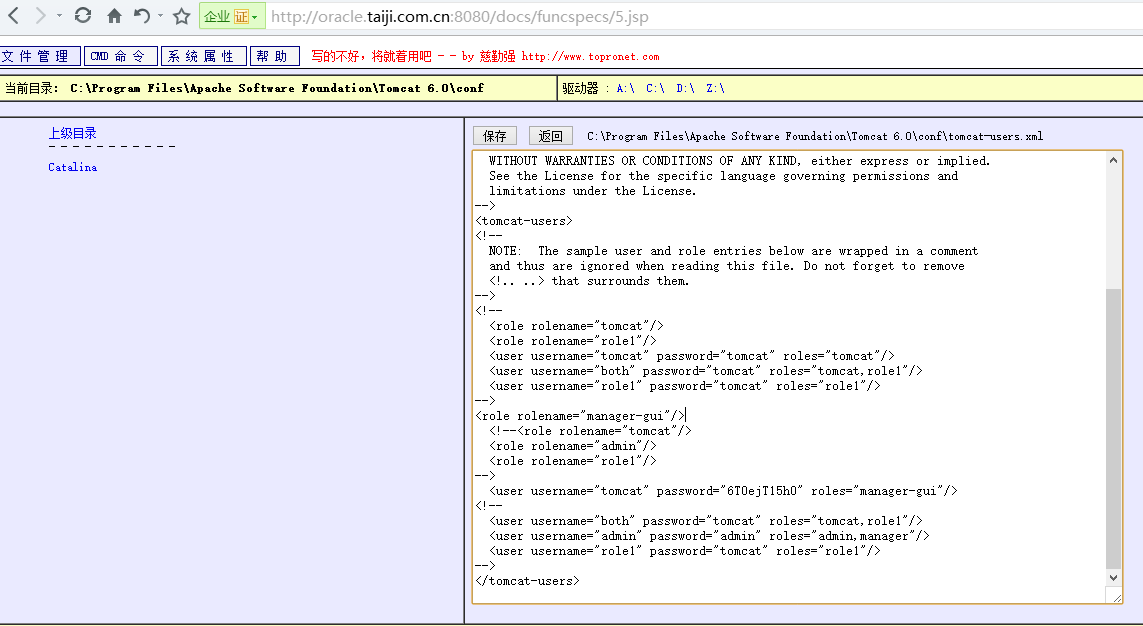 企业 证 http://oracle.taiji.com.cn:8080/docs/funcspecs/5.jsp
文 件 管 理 CMD 命 令 系 统 属 性 帮 助 写的不好,将就着用吧 - - by 慈勤强 http://www.topronet.com
当前目录: C:\Program Files\Apache Software Foundation\Tomcat 6.0\conf 驱动器 : A:\ C:\ D:\ Z:\
上级目录
- - - - - - - - - - -
Catalina
保存 返回 C:\Program Files\Apache Software Foundation\Tomcat 6.0\conf\tomcat-users.xml
WITHOUT WARRANTIES OR CONDITIONS OF ANY KIND, either express or implied.
See the License for the specific language governing permissions and
limitations under the License.
-->
<tomcat-users>
<!--
NOTE:  The sample user and role entries below are wrapped in a comment
and thus are ignored when reading this file. Do not forget to remove
<!.. ..> that surrounds them.
-->
<!--
<role rolename="tomcat"/>
<role rolename="role1"/>
<user username="tomcat" password="tomcat" roles="tomcat"/>
<user username="both" password="tomcat" roles="tomcat,role1"/>
<user username="role1" password="tomcat" roles="role1"/>
-->
<role rolename="manager-gui"/>
<!--<role rolename="tomcat"/>
<role rolename="admin"/>
<role rolename="role1"/>
-->
<user username="tomcat" password="6T0ejT15h0" roles="manager-gui"/>
<!--
<user username="both" password="tomcat" roles="tomcat,role1"/>
<user username="admin" password="admin" roles="admin,manager"/>
<user username="role1" password="tomcat" roles="role1"/>
-->
</tomcat-users>